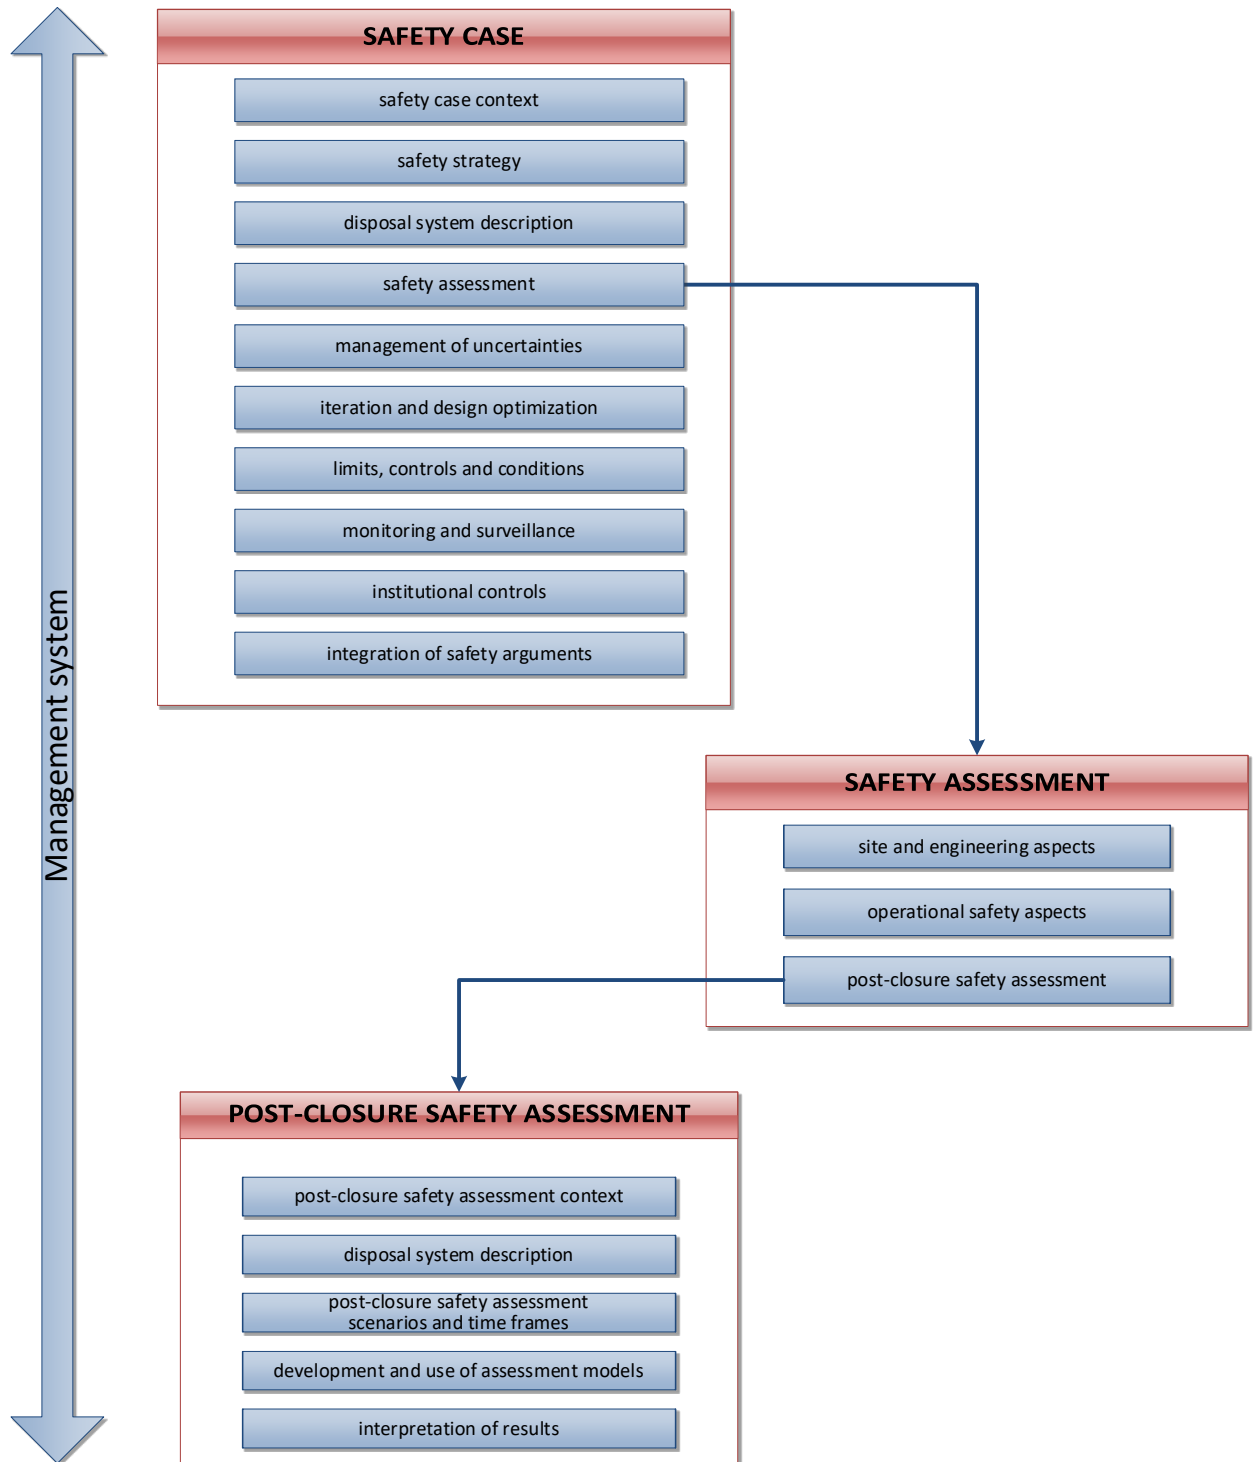 SAFETY CASE
safety case context
safety strategy
disposal system description
safety assessment
management of uncertainties
iteration and design optimization
limits, controls and conditions
monitoring and surveillance
institutional controls
integration of safety arguments
Management system
SAFETY ASSESSMENT
site and engineering aspects
operational safety aspects
post-closure safety assessment
POST-CLOSURE SAFETY ASSESSMENT
post-closure safety assessment context
disposal system description
post-closure safety assessment
scenarios and time frames
development and use of assessment models
interpretation of results